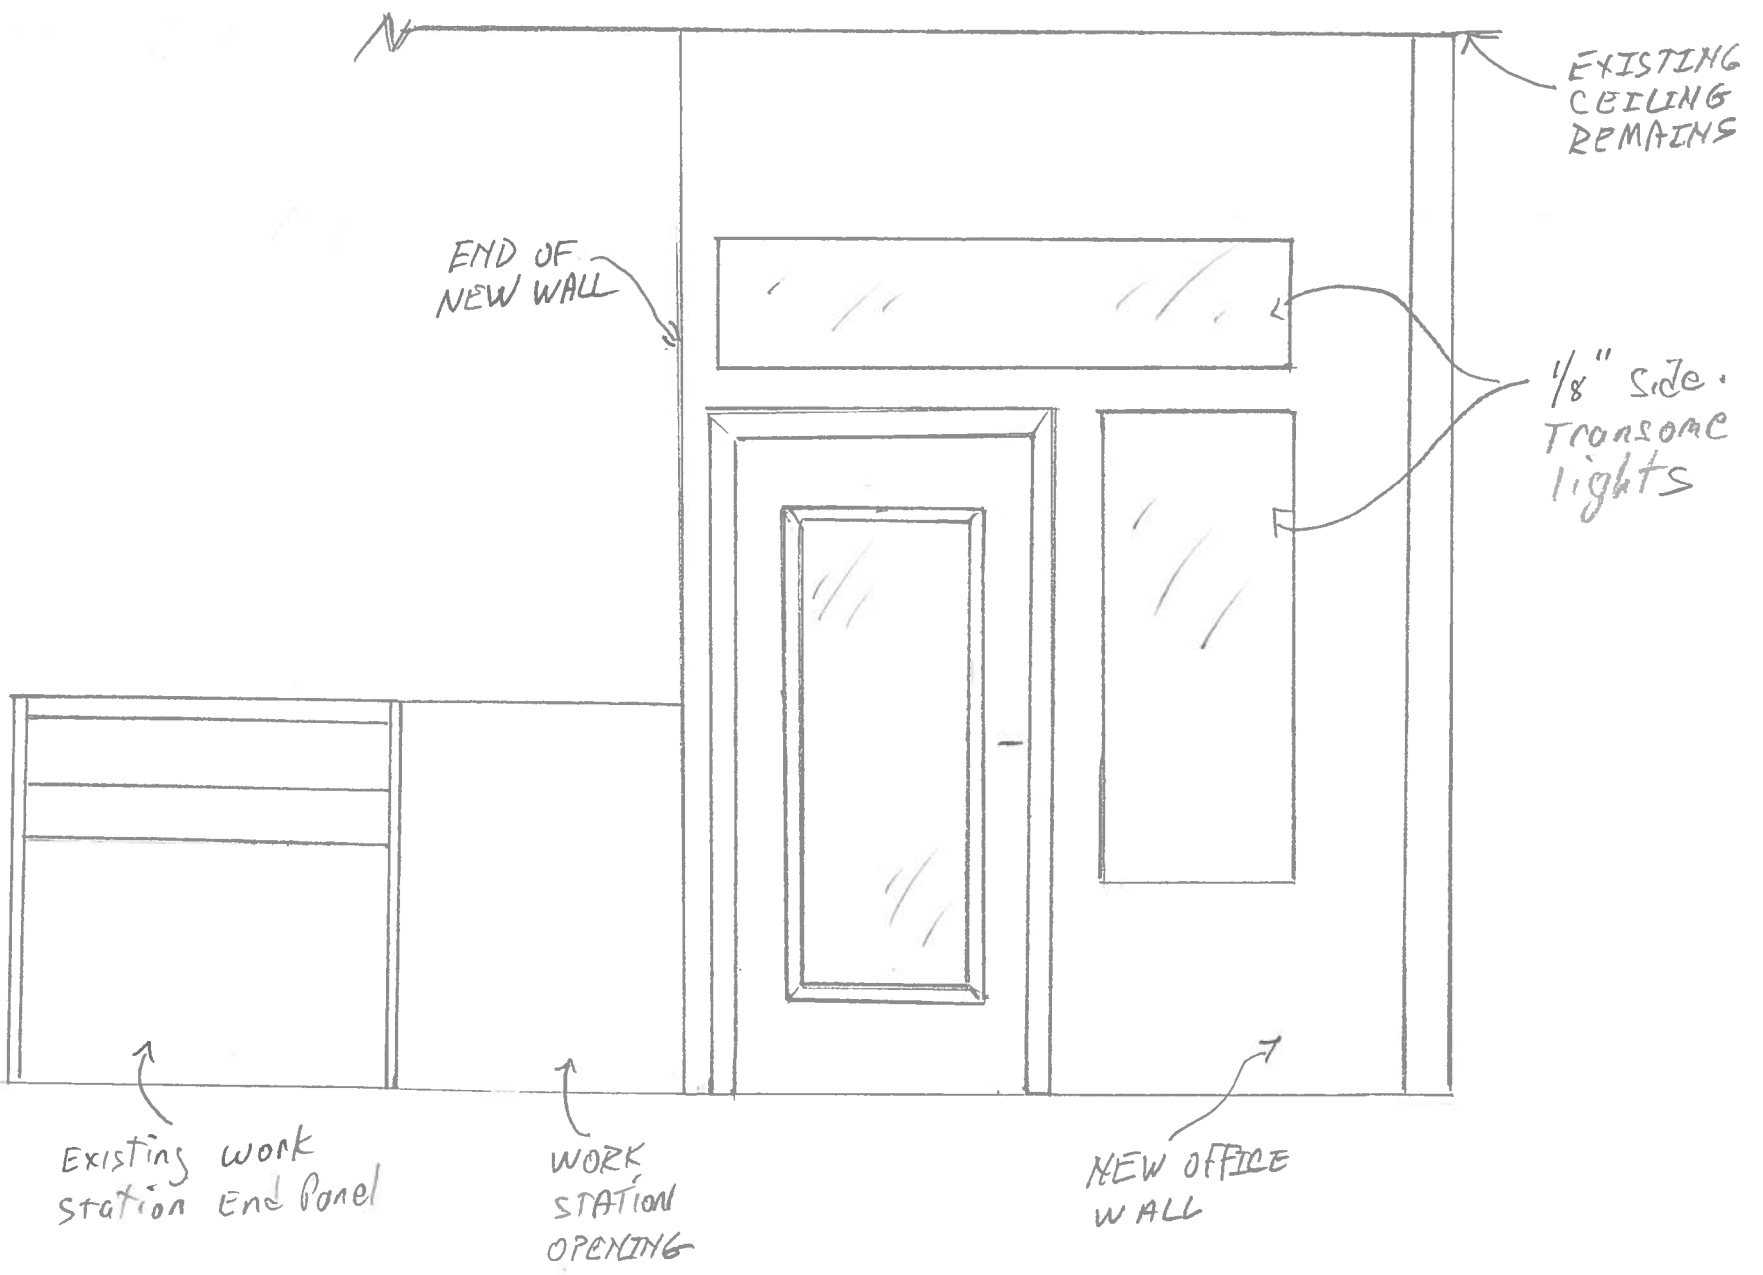 EXISTING
CEILING
REMAINS
END OF
NEW WALL
1/8" side.
Transome
lights
Existing work
Station End Panel
WORK
STATION
OPENING
NEW OFFICE
WALL